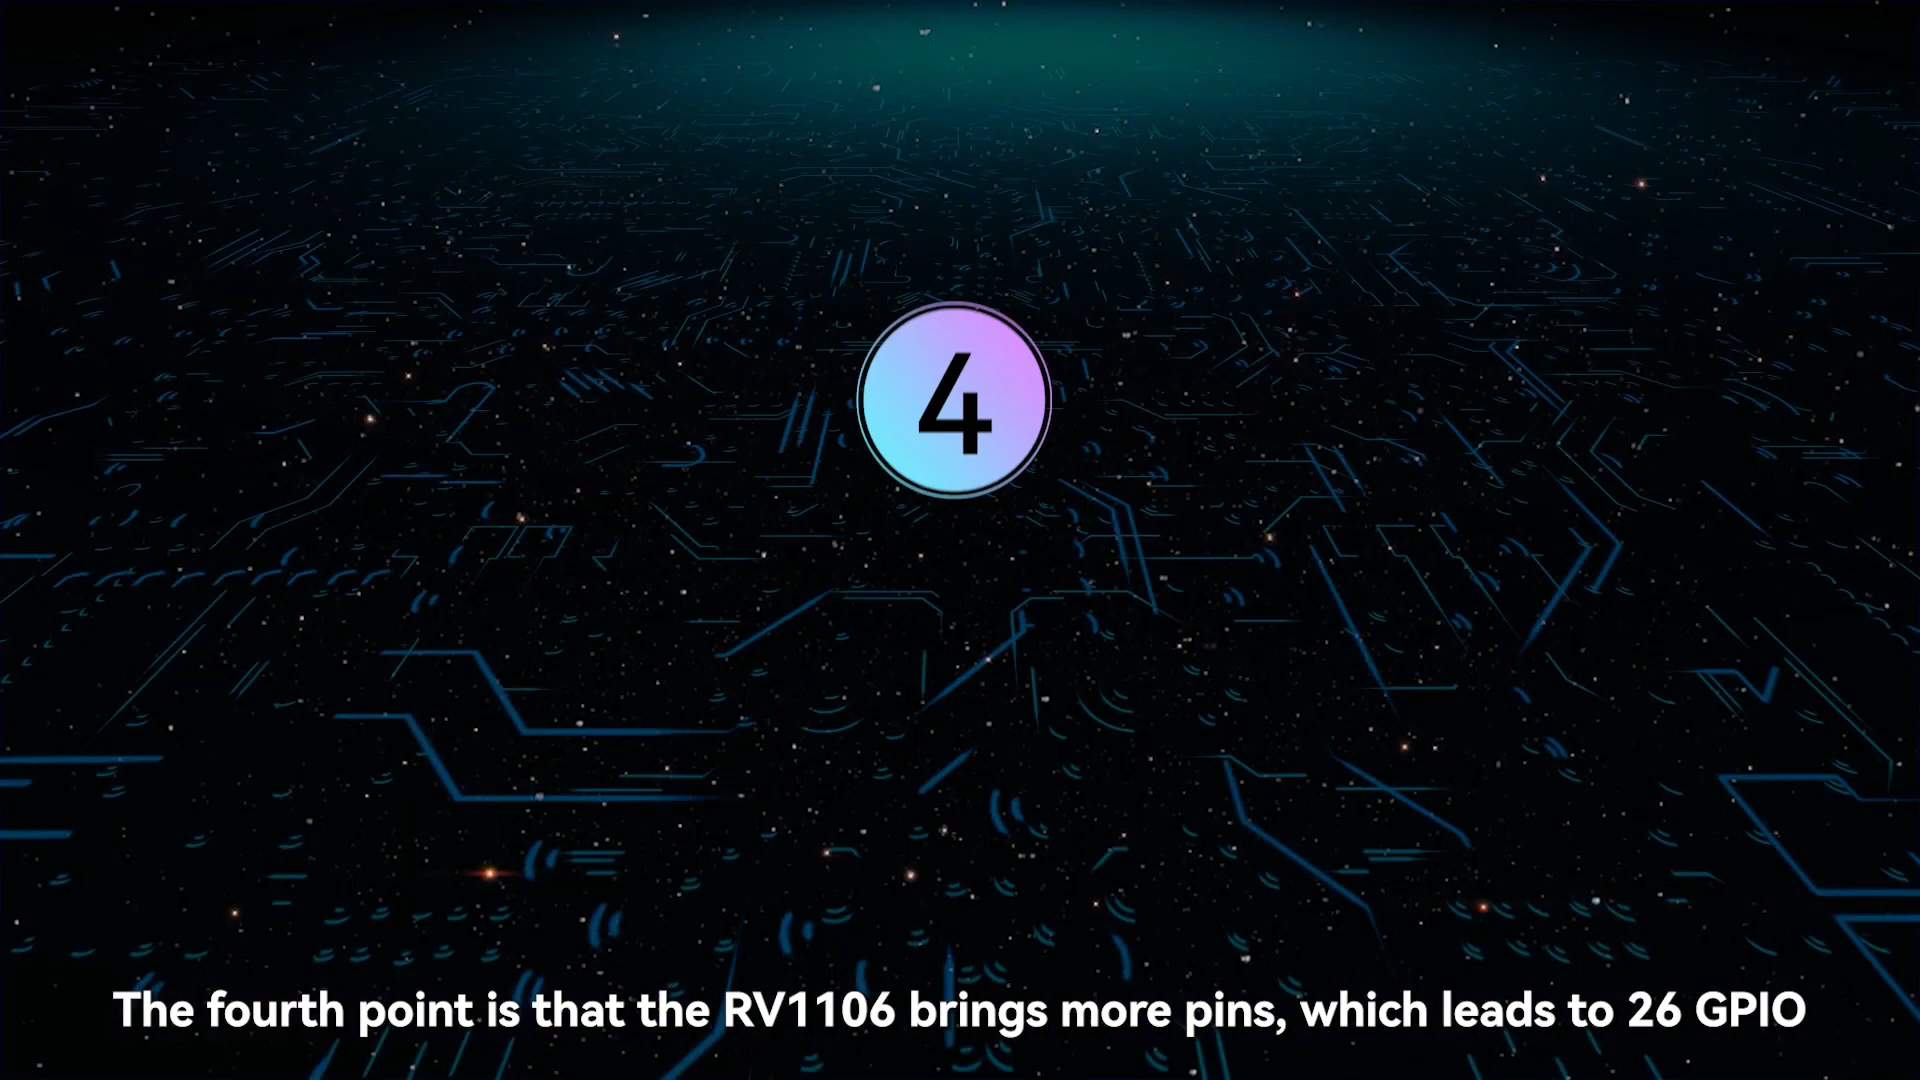 4
The fourth point is that the RV1106 brings more pins, which leads to 26 GPIO